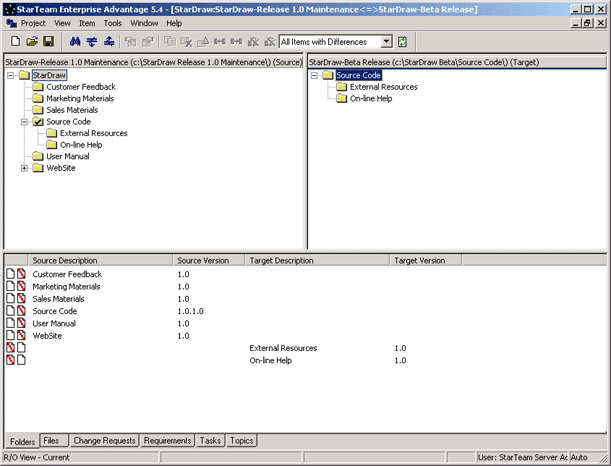 StarTeam Enterprise Advantage 5.4 - [StarDraw:StarDraw-Release 1.0 Maintenance<=>StarDraw-Beta Release]
Project View Item Tools Window Help
All Items with Differences
StarDraw-Release 1.0 Maintenance (c:\StarDraw Release 1.0 Maintenance\) (Source)
StarDraw
Customer Feedback
Marketing Materials
Sales Materials
Source Code
External Resources
On-line Help
User Manual
WebSite
StarDraw-Beta Release (c:\StarDraw Beta\Source Code\) (Target)
Source Code
External Resources
On-line Help
Source Description Source Version Target Description Target Version
Customer Feedback 1.0
Marketing Materials 1.0
Sales Materials 1.0
Source Code 1.0.1.0
User Manual 1.0
WebSite 1.0
External Resources 1.0
On-line Help 1.0
Folders Files Change Requests Requirements Tasks Topics
R/O View - Current User: StarTeam Server Ac Auto